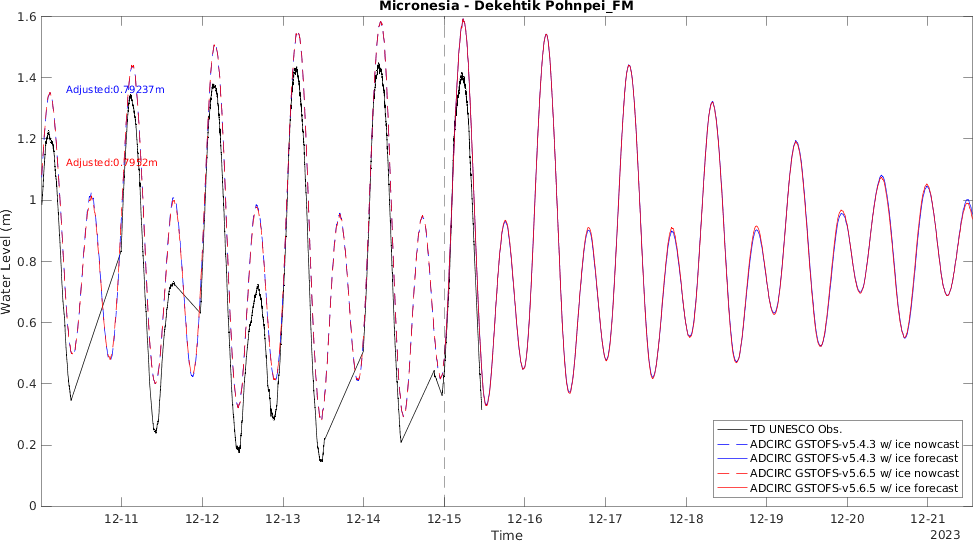 Micronesia - Dekehtik Pohnpei_FM
1.6
1.4
1.2
1
0.8
0.6
0.4
0.2
0
Water Level (m)
Adjusted:0.79237m
Adjusted:0.7952m
TD UNESCO Obs.
ADCIRC GSTOFS-v5.4.3 w/ ice nowcast
ADCIRC GSTOFS-v5.4.3 w/ ice forecast
ADCIRC GSTOFS-v5.6.5 w/ ice nowcast
ADCIRC GSTOFS-v5.6.5 w/ ice forecast
12-11 12-12 12-13 12-14 12-15 12-16 12-17 12-18 12-19 12-20 12-21
Time
2023